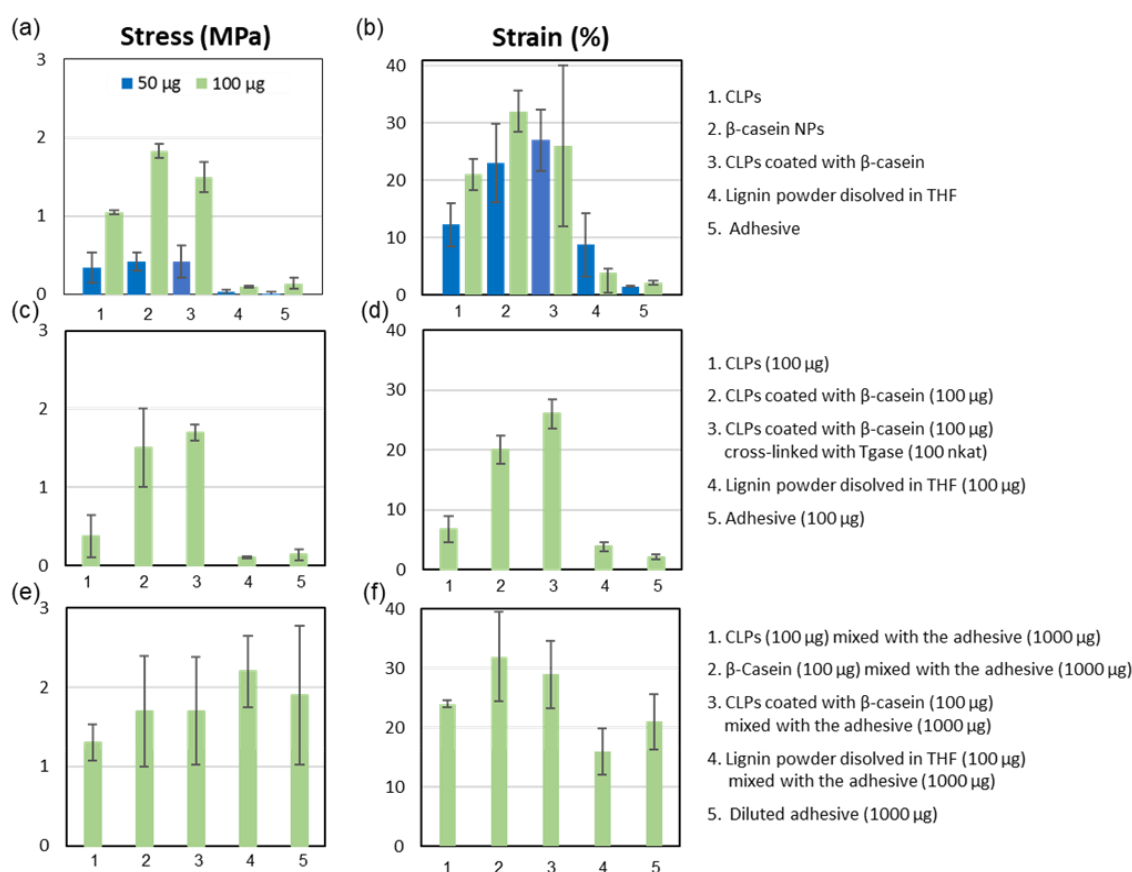 (a)
Stress (MPa)
(b)
Strain (%)
3
2
1
0
50 μg
100 μg
1 2 3 4 5
40
30
20
10
0
1 2 3 4 5
1. CLPs
2. β-casein NPs
3. CLPs coated with β-casein
4. Lignin powder disolved in THF
5. Adhesive
(c)
3
2
1
0
1 2 3 4 5
(d)
40
30
20
10
0
1 2 3 4 5
1. CLPs (100 μg)
2. CLPs coated with β-casein (100 μg)
3. CLPs coated with β-casein (100 μg)
cross-linked with Tgase (100 nkat)
4. Lignin powder disolved in THF (100 μg)
5. Adhesive (100 μg)
(e)
3
2
1
0
1 2 3 4 5
(f)
40
30
20
10
0
1 2 3 4 5
1. CLPs (100 μg) mixed with the adhesive (1000 μg)
2. β-Casein (100 μg) mixed with the adhesive (1000 μg)
3. CLPs coated with β-casein (100 μg)
mixed with the adhesive (1000 μg)
4. Lignin powder disolved in THF (100 μg)
mixed with the adhesive (1000 μg)
5. Diluted adhesive (1000 μg)